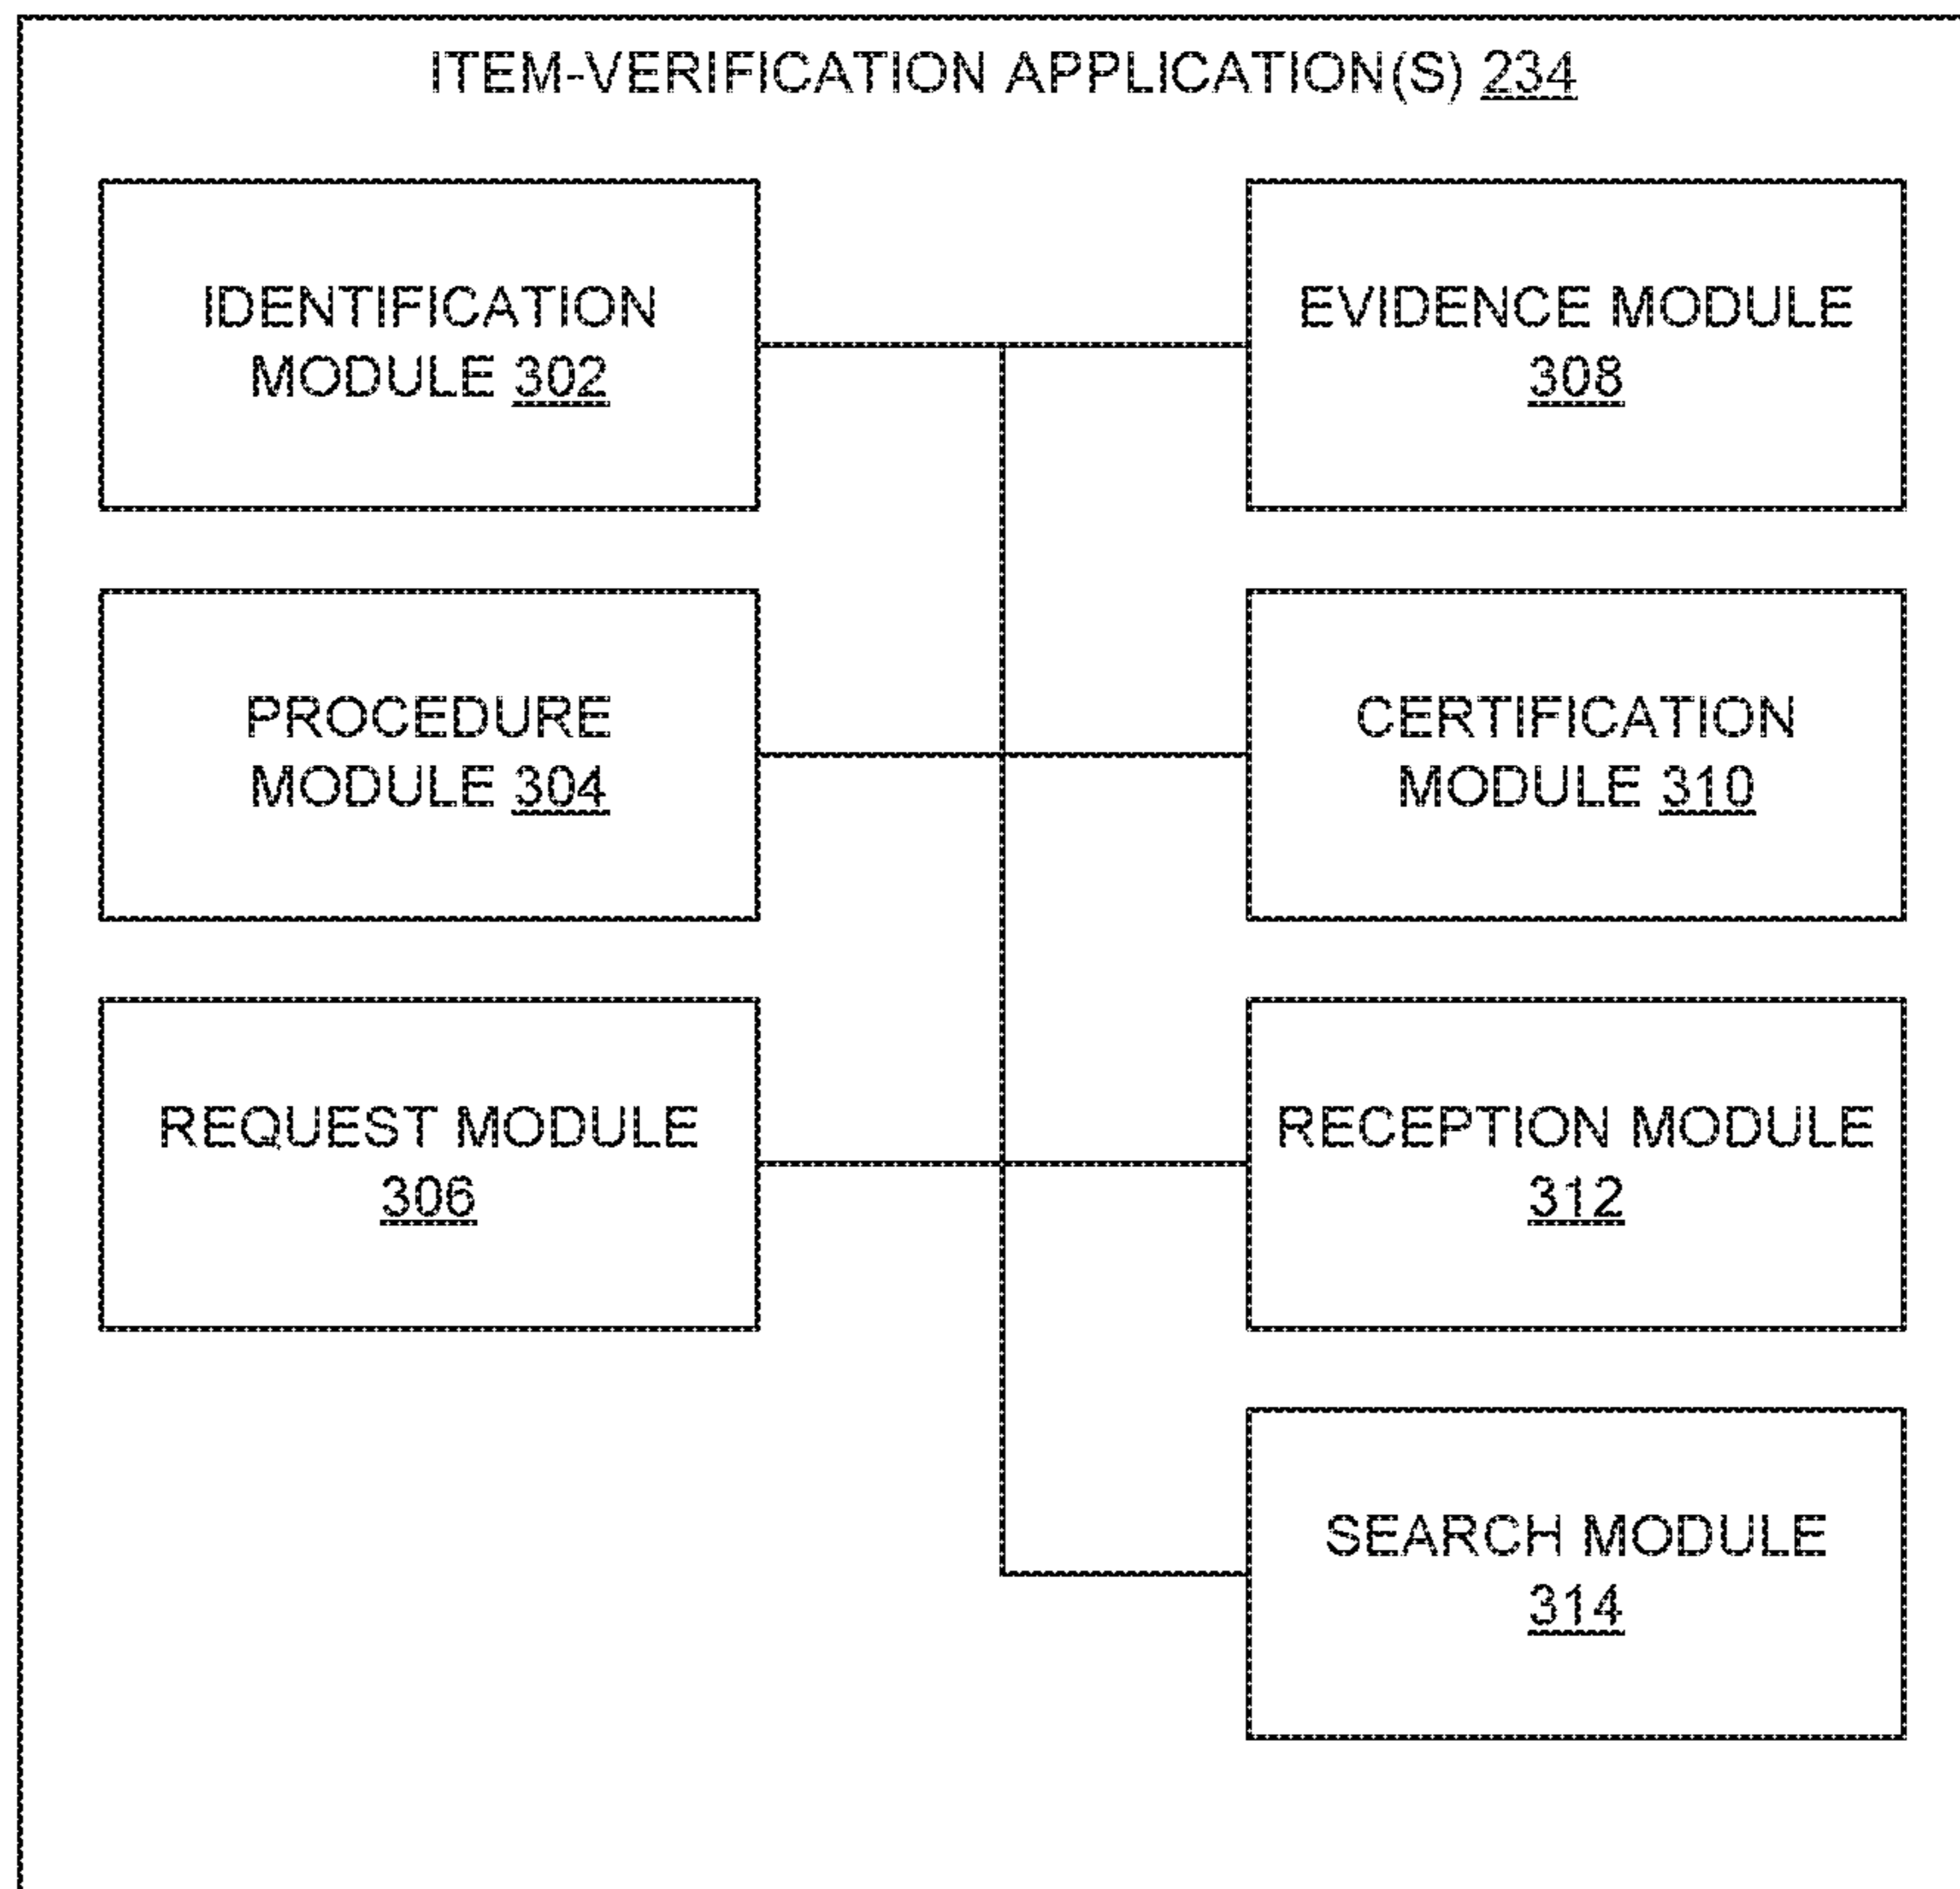 ITEM-VERIFICATION APPLICATION(S) 234
IDENTIFICATION
MODULE 302
EVIDENCE MODULE
308
PROCEDURE
MODULE 304
CERTIFICATION
MODULE 310
REQUEST MODULE
306
RECEPTION MODULE
312
SEARCH MODULE
314